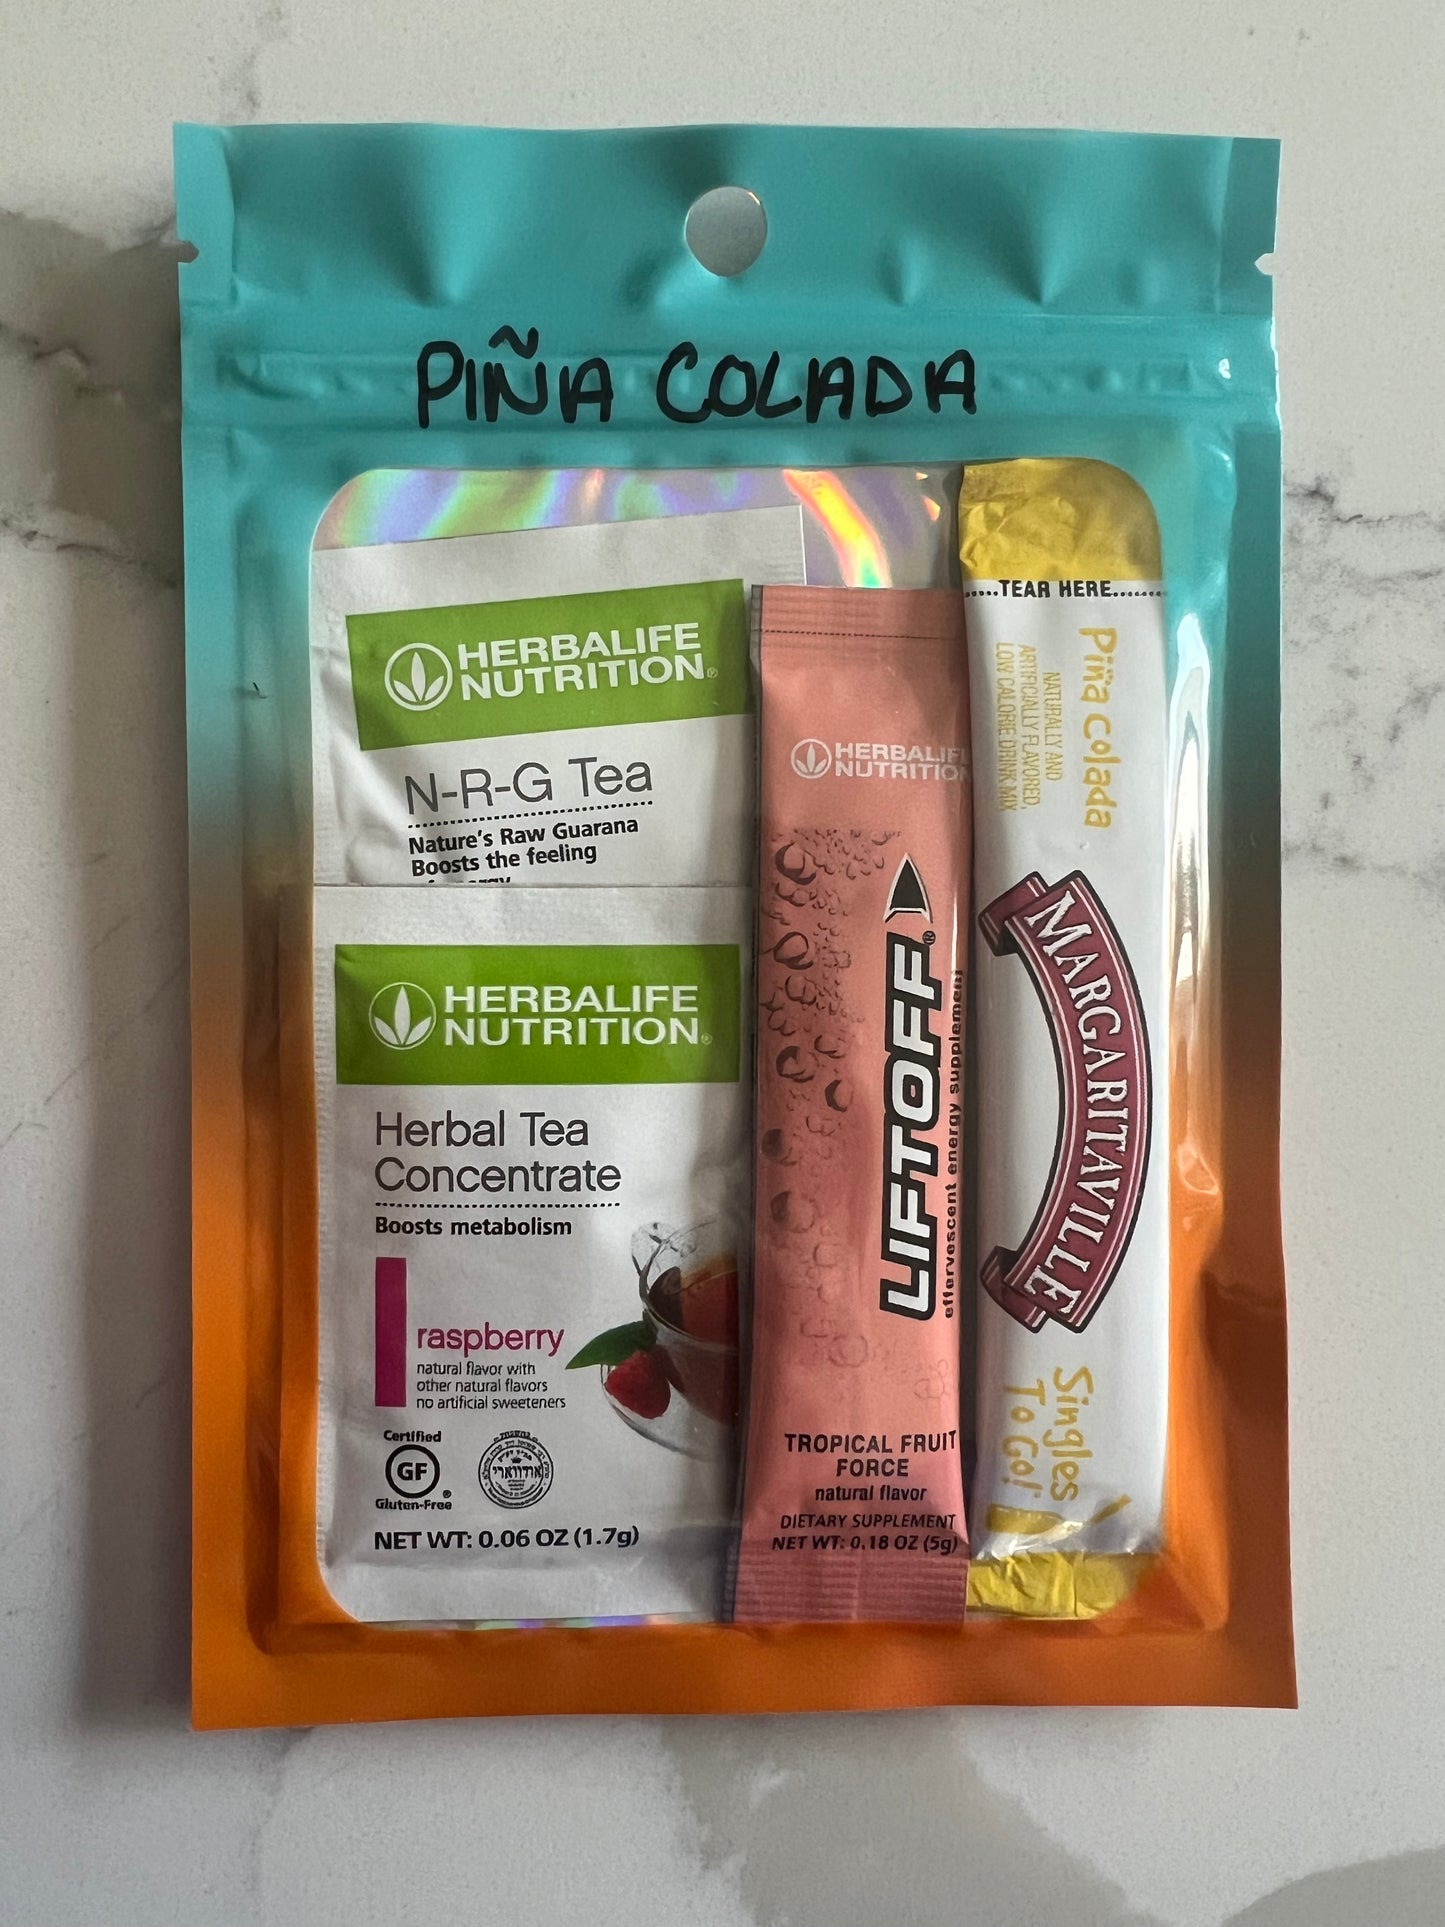 PIÑA COLADA
HERBALIFE
NUTRITION®
N-R-G Tea
Nature's Raw Guarana
Boosts the feeling
HERBALIFE
NUTRITION®
Herbal Tea
Concentrate
Boosts metabolism
raspberry
natural flavor with
other natural flavors
no artificial sweeteners
Certified
GF
Gluten-Free®
NET WT: 0.06 OZ (1.7g)
HERBALIFE
NUTRITION
LIFTOFF®
effervescent energy supplement
TROPICAL FRUIT
FORCE
natural flavor
DIETARY SUPPLEMENT
NET WT: 0.18 OZ (5g)
.....TEAR HERE.......
Piña Colada
NATURALLY AND
ARTIFICIALLY FLAVORED
LOW CALORIE DRINK MIX
MARGARITAVILLE
Singles
To Go!